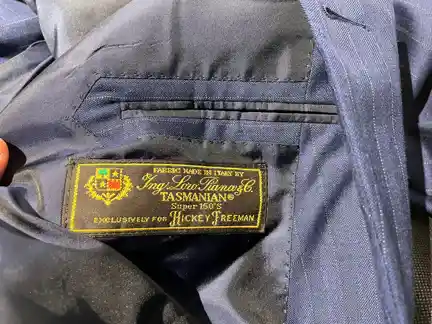 FABRIC MADE IN ITALY BY
Ing. Loro Piana & C.
TASMANIAN®
Super 150'S
EXCLUSIVELY FOR HICKEY FREEMAN